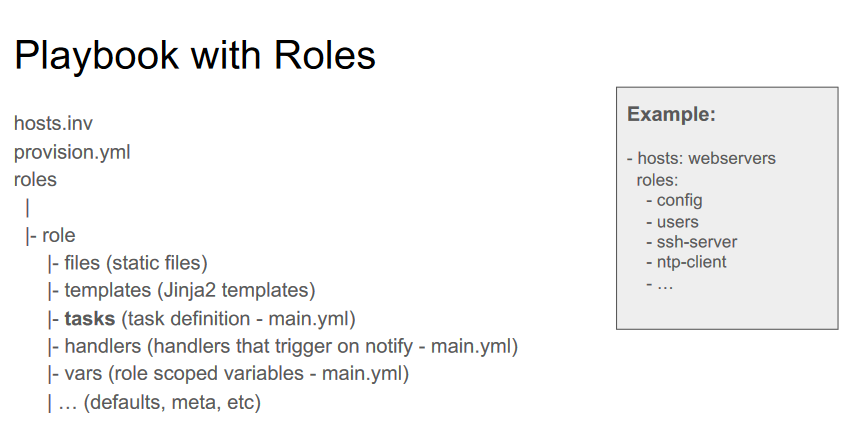 Playbook with Roles
hosts.inv
provision.yml
roles
|
|- role
|- files (static files)
|- templates (Jinja2 templates)
|- tasks (task definition - main.yml)
|- handlers (handlers that trigger on notify - main.yml)
|- vars (role scoped variables - main.yml)
| … (defaults, meta, etc)
Example:
- hosts: webservers
roles:
- config
- users
- ssh-server
- ntp-client
- …